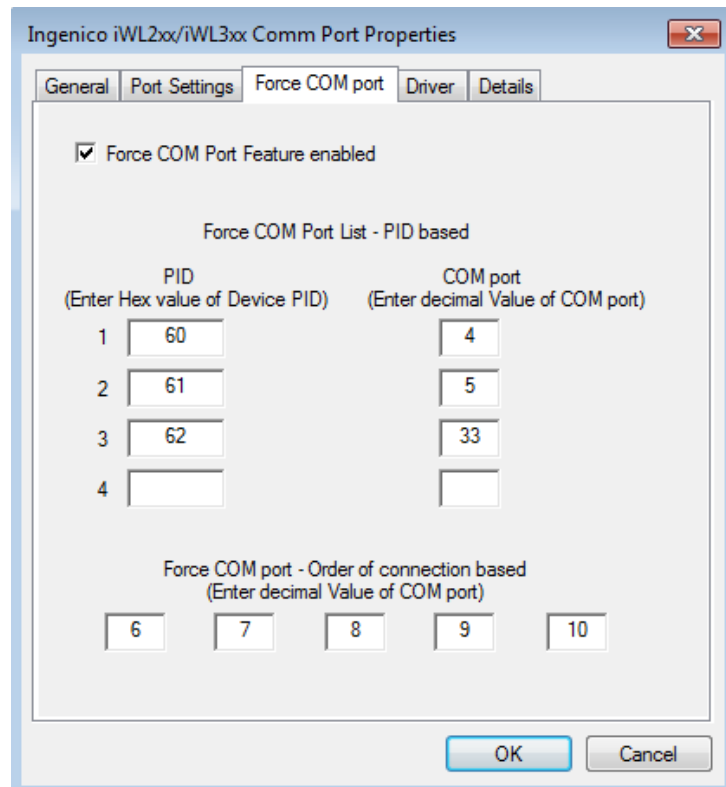 Ingenico iWL2xx/iWL3xx Comm Port Properties
General Port Settings Force COM port Driver Details
Force COM Port Feature enabled
Force COM Port List - PID based
PID COM port
(Enter Hex value of Device PID) (Enter decimal Value of COM port)
1 60 4
2 61 5
3 62 33
4
Force COM port - Order of connection based
(Enter decimal Value of COM port)
6 7 8 9 10
OK Cancel